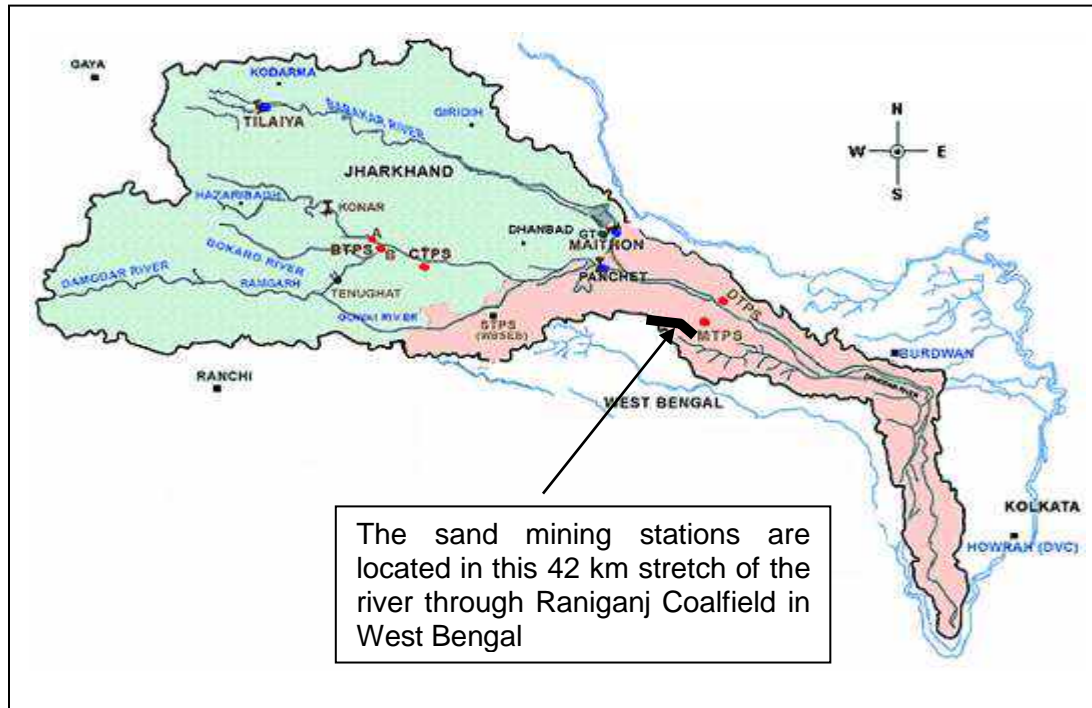 GAYA
KODARMA
TILAIYA
BARAKAR RIVER
GIRIDIH
N
W
E
S
JHARKHAND
HAZARIBAGH
KONAR
DHANBAD
GT
MAITHON
A
BTPS
B
CTPS
BOKARO RIVER
PANCHET
DAMODAR RIVER
RAMGARH
TENUGHAT
DTPS
STPS
(WBSEB)
MTPS
BURDWAN
RANCHI
WEST BENGAL
DAMODAR RIVER
KOLKATA
HOWRAH (DVC)
The sand mining stations are
located in this 42 km stretch of the
river through Raniganj Coalfield in
West Bengal